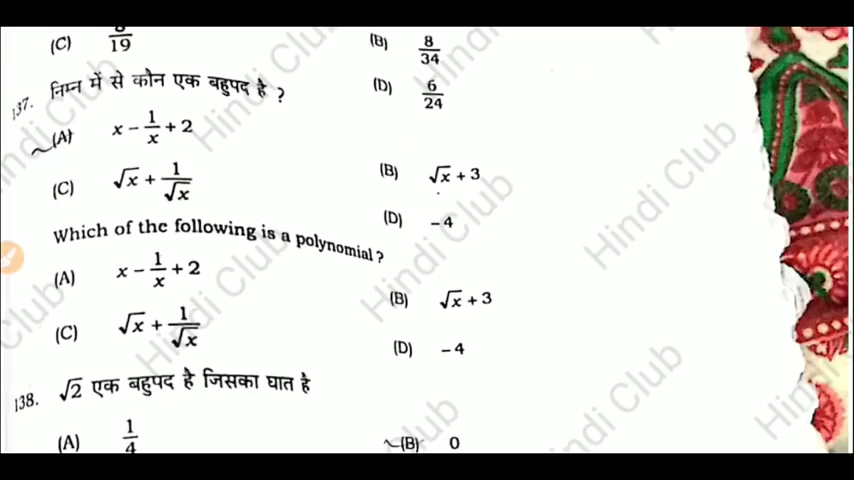 (C) 8/19
(B) 8/34
137. निम्न में से कौन एक बहुपद है ?
(D) 6/24
(A) x - 1/x + 2
(B) √x + 3
(C) √x + 1/√x
(D) - 4
Which of the following is a polynomial ?
(A) x - 1/x + 2
(B) √x + 3
(C) √x + 1/√x
(D) - 4
138. √2 एक बहुपद है जिसका घात है
(A) 1/4
(B) 0
Hindi Club
Hindi Club
Hindi Club
Hindi Club
Hindi Club